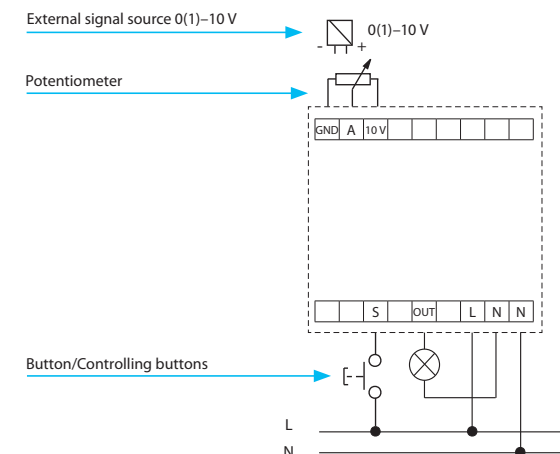 External signal source 0(1)–10 V
0(1)–10 V
- +
Potentiometer
GND A 10 V
S OUT L N N
Button/Controlling buttons
L
N